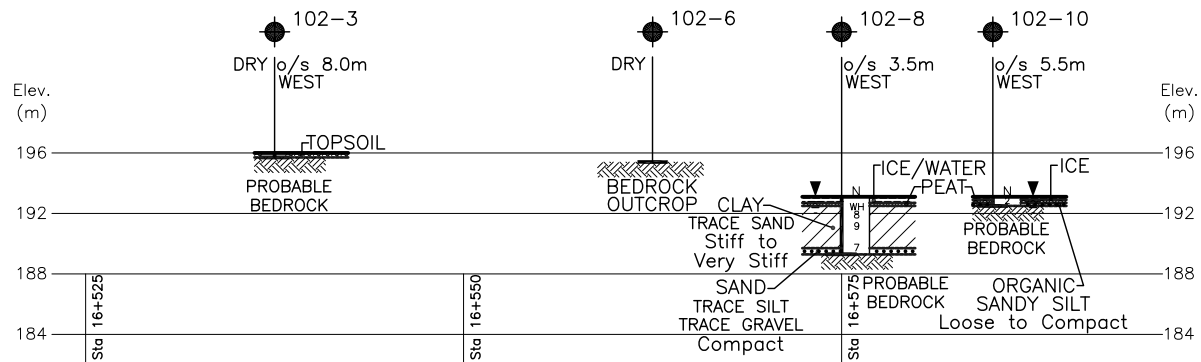 102-3
102-6
102-8
102-10
DRY
o/s 8.0m
WEST
DRY
o/s 3.5m
WEST
o/s 5.5m
WEST
Elev.
(m)
Elev.
(m)
196
TOPSOIL
196
PROBABLE
BEDROCK
BEDROCK
OUTCROP
ICE/WATER
PEAT
ICE
N
N
WH
8
9
7
192
CLAY
TRACE SAND
Stiff to
Very Stiff
PROBABLE
BEDROCK
192
188
SAND
TRACE SILT
TRACE GRAVEL
Compact
PROBABLE
BEDROCK
ORGANIC
SANDY SILT
Loose to Compact
188
184
Sta 16+525
Sta 16+550
Sta 16+575
184